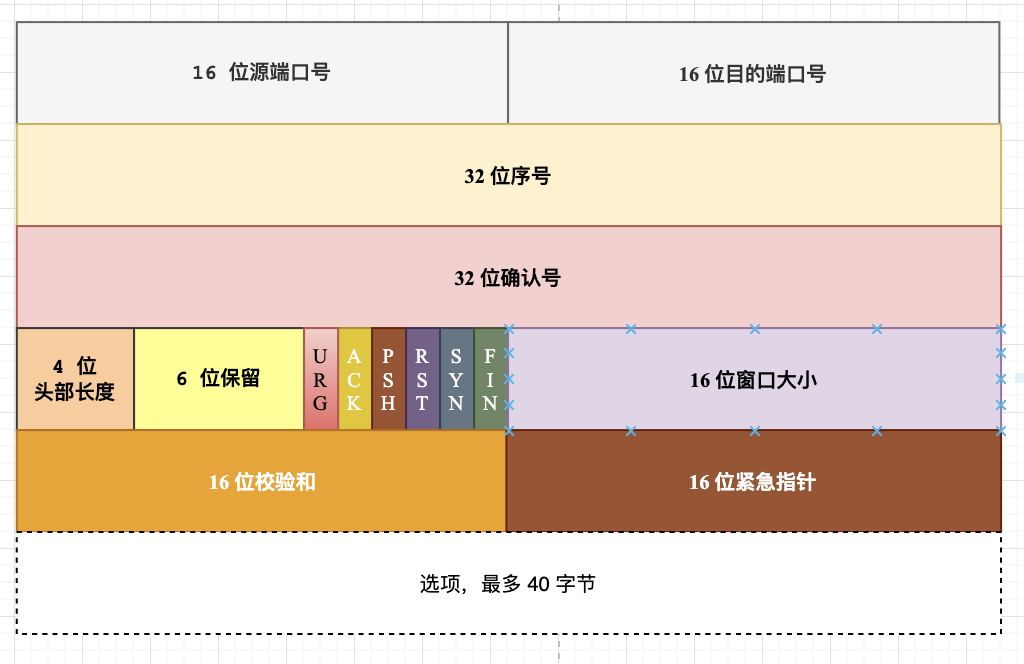 16 位源端口号
16 位目的端口号
32 位序号
32 位确认号
4 位
头部长度
6 位保留
URG
ACK
PSH
RST
SYN
FIN
16 位窗口大小
16 位校验和
16 位紧急指针
选项，最多 40 字节